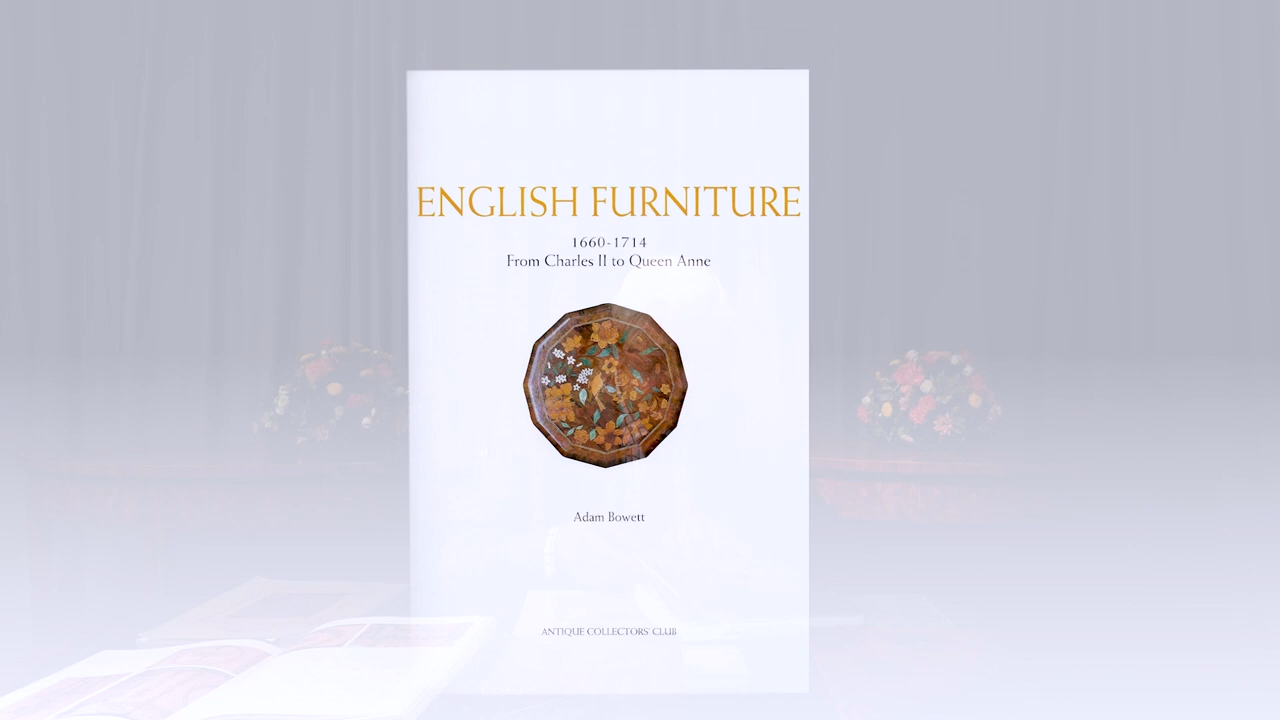 ENGLISH FURNITURE
1660-1714
From Charles II to Queen Anne
Adam Bowett
ANTIQUE COLLECTORS' CLUB